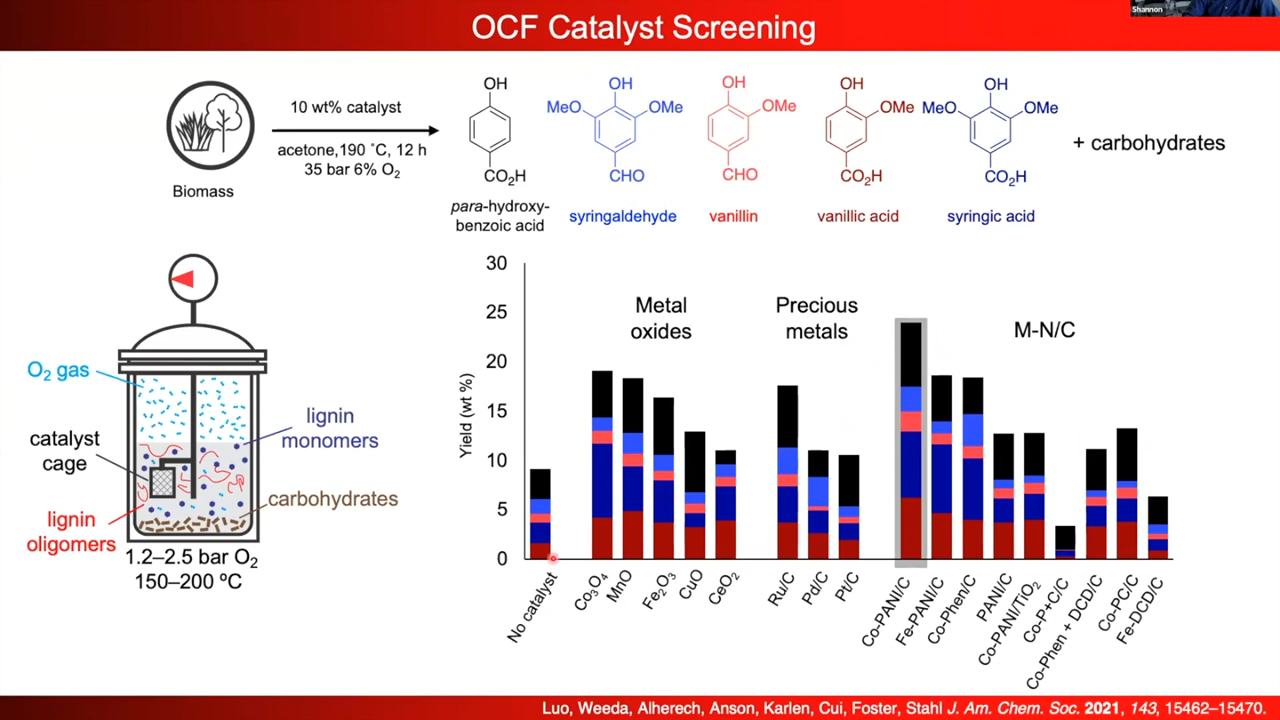 Shannon
OCF Catalyst Screening
10 wt% catalyst
acetone,190 ˚C, 12 h
35 bar 6% O₂
Biomass
OH
CO₂H
para-hydroxy-
benzoic acid
OH
MeO
OMe
CHO
syringaldehyde
OH
OMe
CHO
vanillin
OH
OMe
CO₂H
vanillic acid
OH
MeO
OMe
CO₂H
syringic acid
+ carbohydrates
O₂ gas
catalyst
cage
lignin
oligomers
lignin
monomers
carbohydrates
1.2–2.5 bar O₂
150–200 ºC
Yield (wt %)
30
25
20
15
10
5
0
Metal
oxides
Precious
metals
M-N/C
No catalyst
Co₃O₄
MnO
Fe₂O₃
CuO
CeO₂
Ru/C
Pd/C
Pt/C
Co-PANI/C
Fe-PANI/C
Co-Phen/C
PANI/C
Co-PANI/TiO₂
Co-P+C/C
Co-Phen + DCD/C
Co-PC/C
Fe-DCD/C
Luo, Weeda, Alherech, Anson, Karlen, Cui, Foster, Stahl J. Am. Chem. Soc. 2021, 143, 15462–15470.